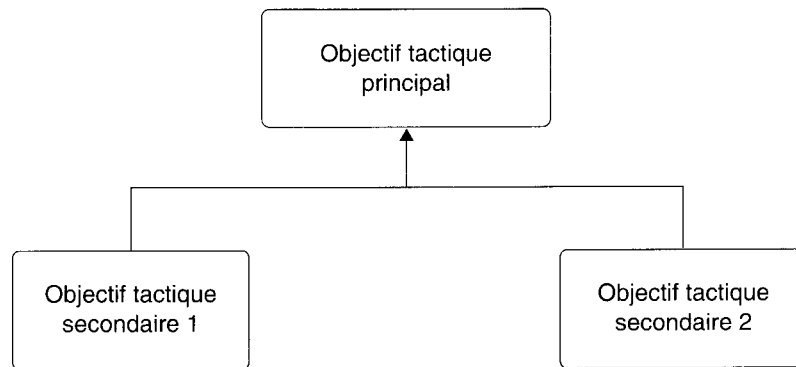 Objectif tactique
principal
Objectif tactique
secondaire 1
Objectif tactique
secondaire 2